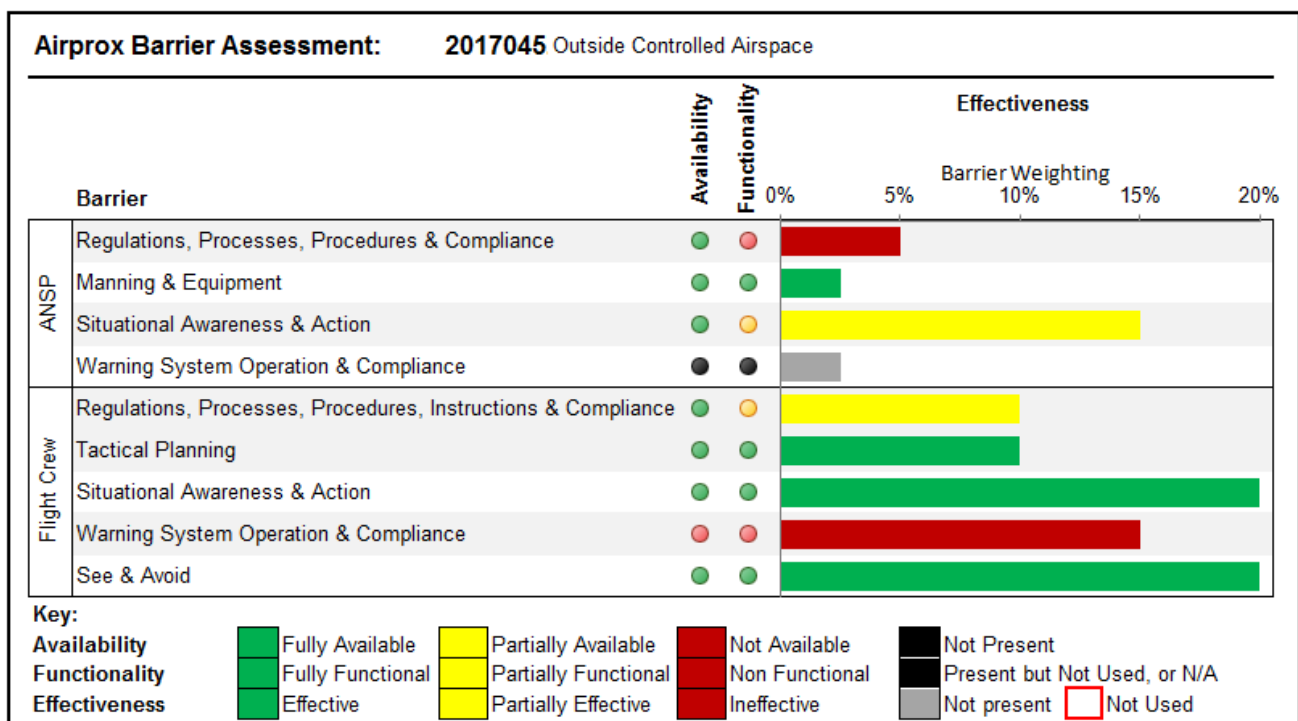 Airprox Barrier Assessment: 2017045 Outside Controlled Airspace
Availability
Functionality
Effectiveness
Barrier Weighting
Barrier
0% 5% 10% 15% 20%
ANSP
Regulations, Processes, Procedures & Compliance
Manning & Equipment
Situational Awareness & Action
Warning System Operation & Compliance
Flight Crew
Regulations, Processes, Procedures, Instructions & Compliance
Tactical Planning
Situational Awareness & Action
Warning System Operation & Compliance
See & Avoid
Key:
Availability Fully Available Partially Available Not Available Not Present
Functionality Fully Functional Partially Functional Non Functional Present but Not Used, or N/A
Effectiveness Effective Partially Effective Ineffective Not present Not Used